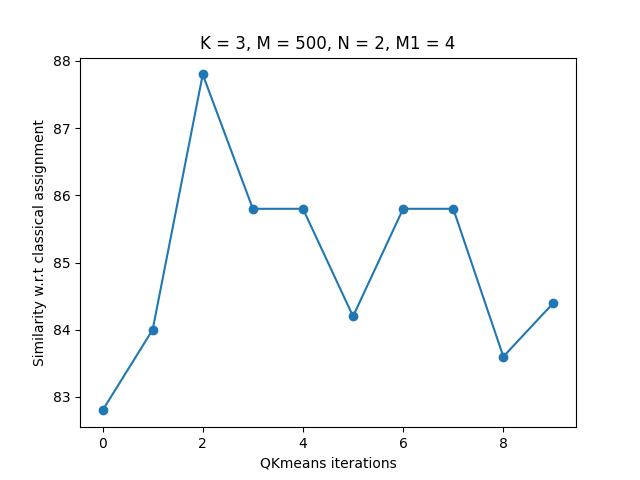 K = 3, M = 500, N = 2, M1 = 4
88
87
86
85
84
83
Similarity w.r.t classical assignment
0 2 4 6 8
QKmeans iterations